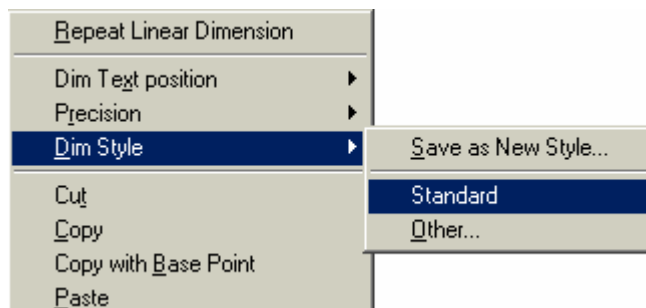 Repeat Linear Dimension
Dim Text position
Precision
Dim Style
Save as New Style...
Cut
Standard
Copy
Other...
Copy with Base Point
Paste